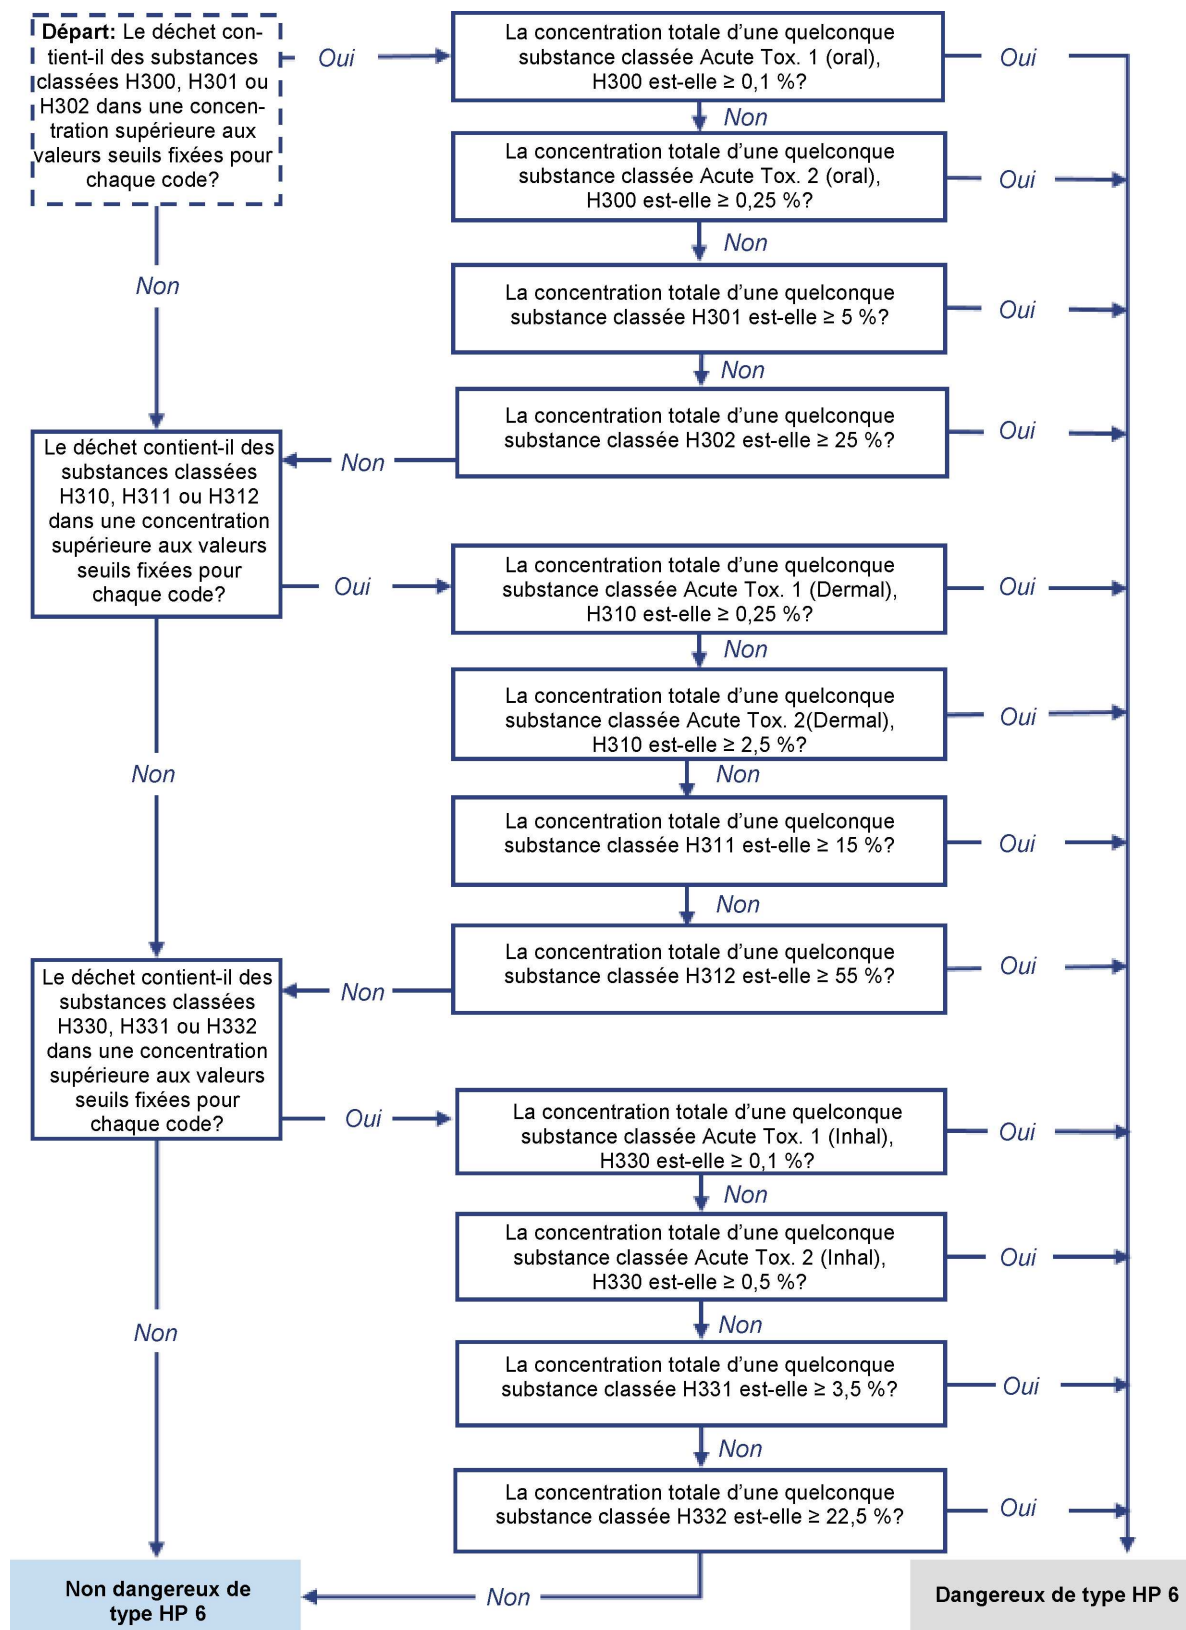 Départ: Le déchet con-
tient-il des substances
classées H300, H301 ou
H302 dans une concen-
tration supérieure aux
valeurs seuils fixées pour
chaque code?
Oui
La concentration totale d'une quelconque
substance classée Acute Tox. 1 (oral),
H300 est-elle ≥ 0,1 %?
Oui
Non
La concentration totale d'une quelconque
substance classée Acute Tox. 2 (oral),
H300 est-elle ≥ 0,25 %?
Oui
Non
Non
La concentration totale d'une quelconque
substance classée H301 est-elle ≥ 5 %?
Oui
Non
La concentration totale d'une quelconque
substance classée H302 est-elle ≥ 25 %?
Oui
Non
Le déchet contient-il des
substances classées
H310, H311 ou H312
dans une concentration
supérieure aux valeurs
seuils fixées pour
chaque code?
Oui
La concentration totale d'une quelconque
substance classée Acute Tox. 1 (Dermal),
H310 est-elle ≥ 0,25 %?
Oui
Non
La concentration totale d'une quelconque
substance classée Acute Tox. 2(Dermal),
H310 est-elle ≥ 2,5 %?
Oui
Non
Non
La concentration totale d'une quelconque
substance classée H311 est-elle ≥ 15 %?
Oui
Non
La concentration totale d'une quelconque
substance classée H312 est-elle ≥ 55 %?
Oui
Non
Le déchet contient-il des
substances classées
H330, H331 ou H332
dans une concentration
supérieure aux valeurs
seuils fixées pour
chaque code?
Oui
La concentration totale d'une quelconque
substance classée Acute Tox. 1 (Inhal),
H330 est-elle ≥ 0,1 %?
Oui
Non
La concentration totale d'une quelconque
substance classée Acute Tox. 2 (Inhal),
H330 est-elle ≥ 0,5 %?
Oui
Non
Non
La concentration totale d'une quelconque
substance classée H331 est-elle ≥ 3,5 %?
Oui
Non
La concentration totale d'une quelconque
substance classée H332 est-elle ≥ 22,5 %?
Oui
Non
Non dangereux de
type HP 6
Dangereux de type HP 6